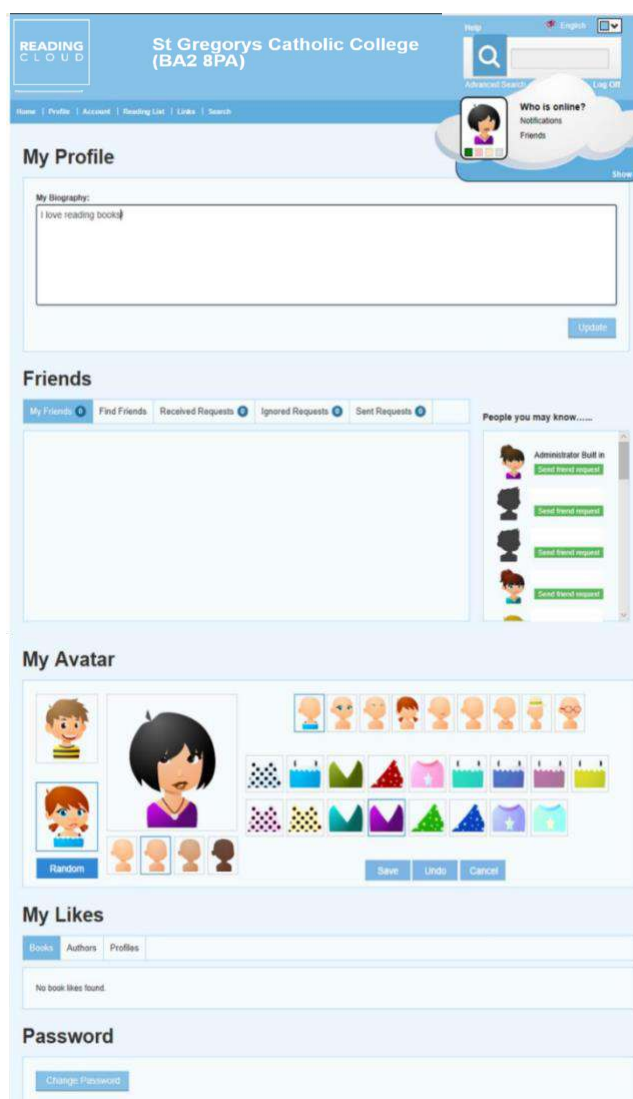 READING
CLOUD
St Gregorys Catholic College
(BA2 8PA)
Help
English
Advanced Search
Log Off
Home | Profile | Account | Reading List | Links | Search
Who is online?
Notifications
Friends
Show
My Profile
My Biography:
I love reading books
Update
Friends
My Friends 0
Find Friends
Received Requests 0
Ignored Requests 0
Sent Requests 0
People you may know......
Administrator Built in
Send friend request
Send friend request
Send friend request
Send friend request
My Avatar
Random
Save
Undo
Cancel
My Likes
Books
Authors
Profiles
No book likes found.
Password
Change Password